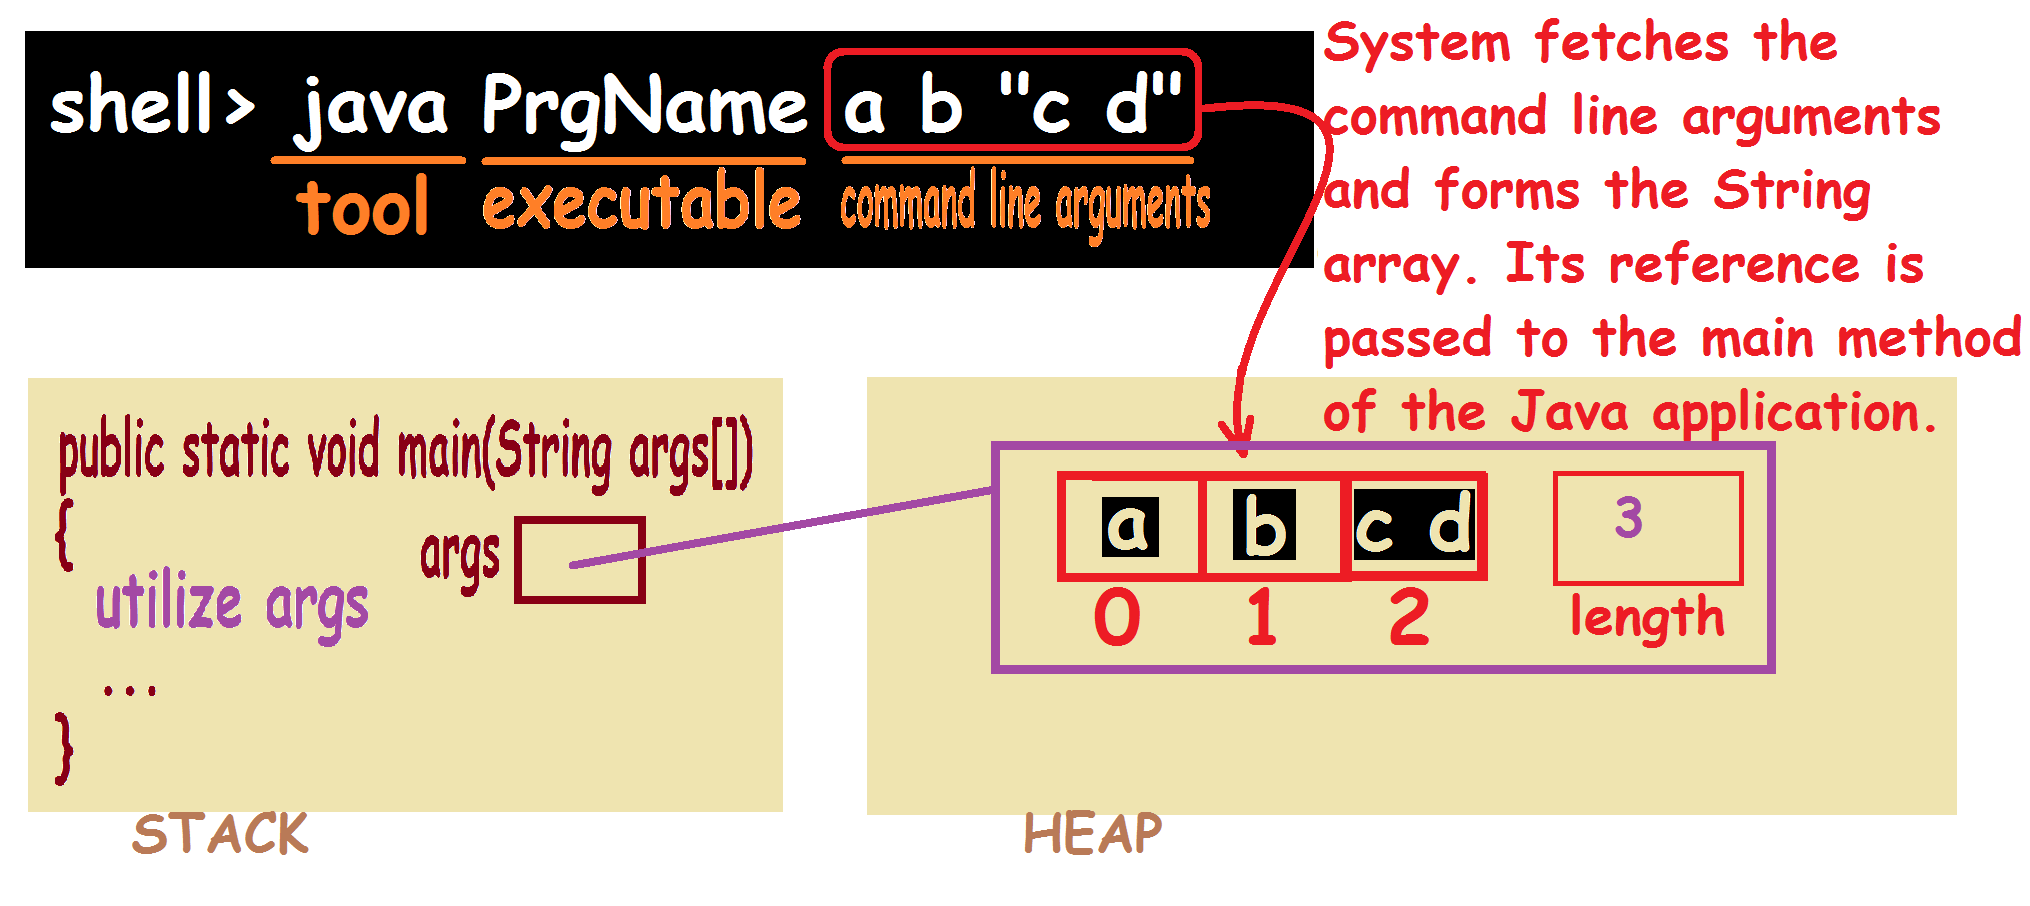 shell> java PrgName a b "c d"
tool executable command line arguments
System fetches the
command line arguments
and forms the String
array. Its reference is
passed to the main method
of the Java application.
public static void main(String args[])
{
args
utilize args
...
}
STACK
a b c d 3
0 1 2 length
HEAP